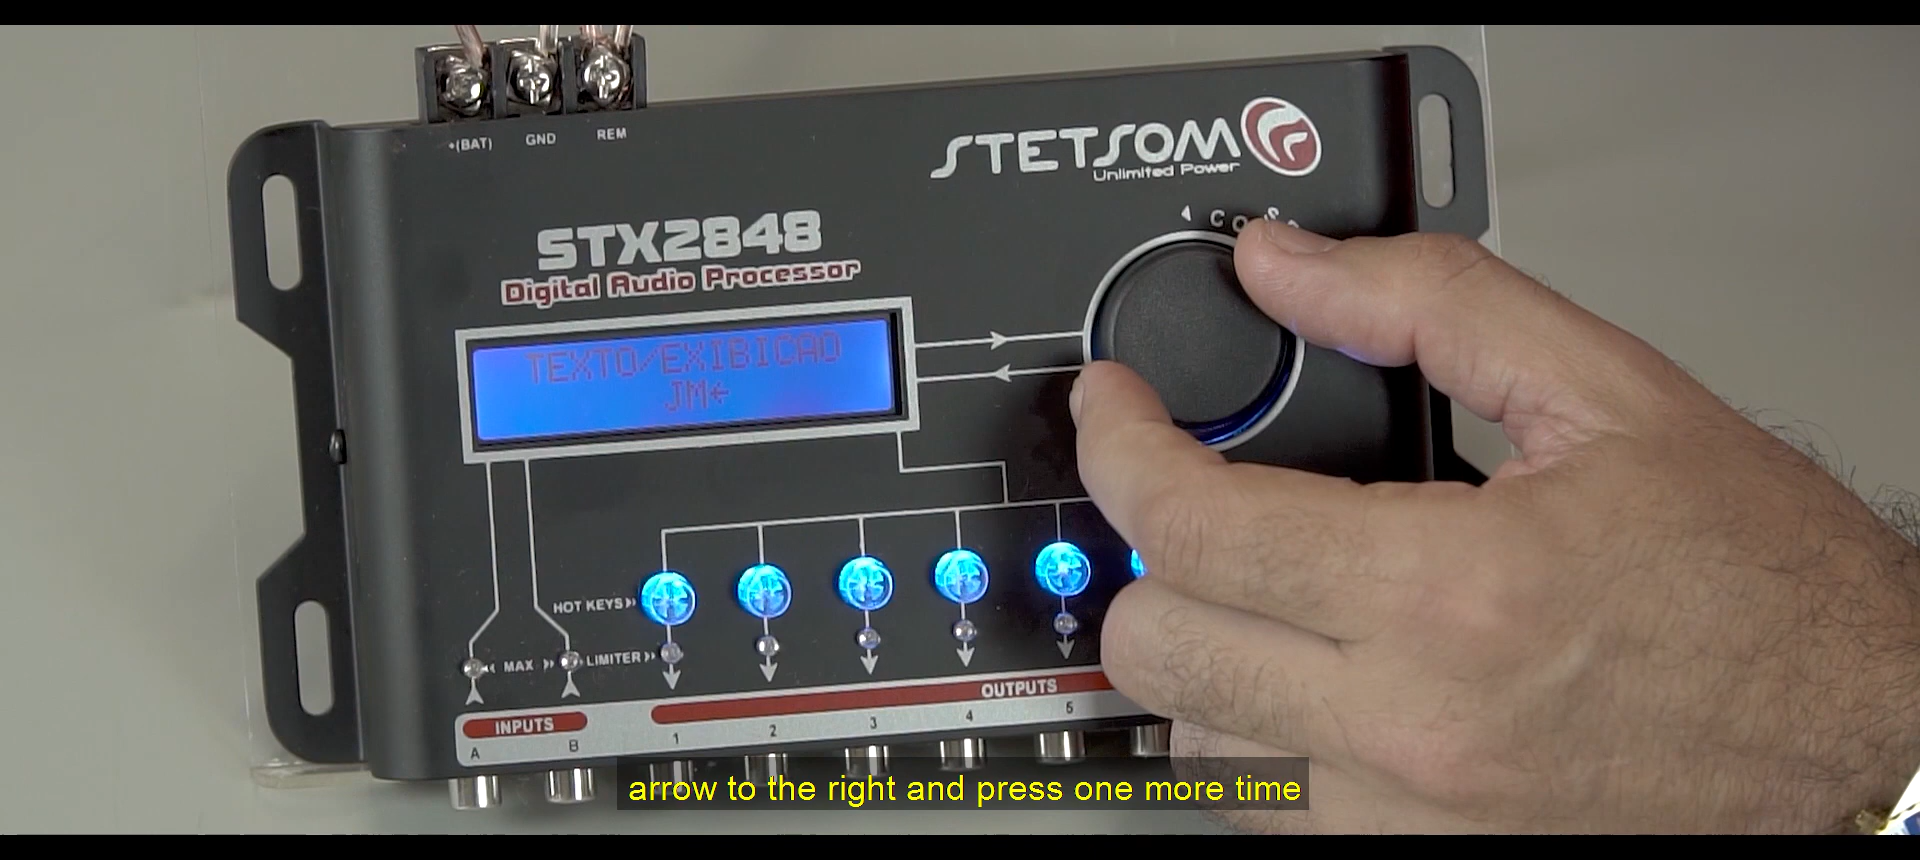 +(BAT) GND REM
STETSOM
Unlimited Power
STX2848
Digital Audio Processor
TEXTO/EXIBICAO
JM←
HOT KEYS
MAX
LIMITER
OUTPUTS
INPUTS
A B 1 2 3 4 5
arrow to the right and press one more time